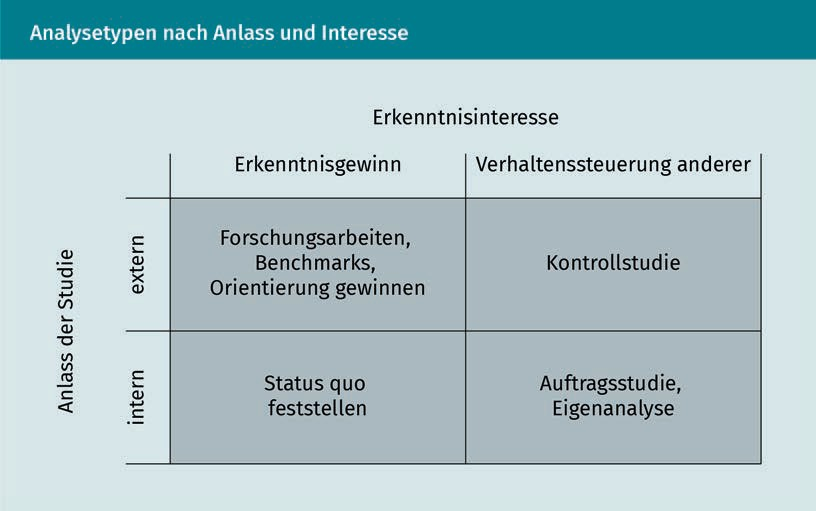 Analysetypen nach Anlass und Interesse
Erkenntnisinteresse
Erkenntnisgewinn
Verhaltenssteuerung anderer
Anlass der Studie
extern
Forschungsarbeiten,
Benchmarks,
Orientierung gewinnen
Kontrollstudie
intern
Status quo
feststellen
Auftragsstudie,
Eigenanalyse